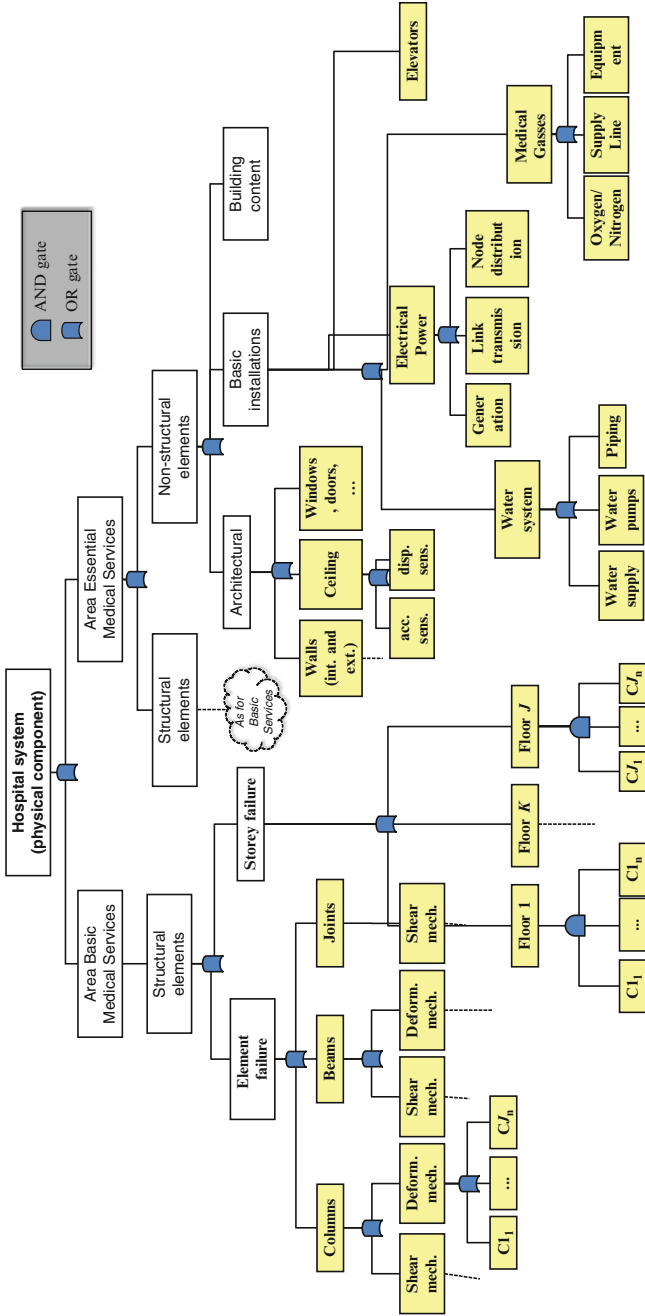 AND gate
OR gate
Hospital system
(physical component)
Area Basic
Medical Services
Area Essential
Medical Services
Structural
elements
Structural
elements
Non-structural
elements
As for
Basic
Services
Element
failure
Storey failure
Architectural
Basic
installations
Building
content
Columns
Beams
Joints
Walls
(int. and
ext.)
Ceiling
Windows
, doors,
...
Elevators
Shear
mech.
Deform.
mech.
Shear
mech.
Deform.
mech.
Shear
mech.
acc.
sens.
disp.
sens.
Electrical
Power
C1₁
...
CJₙ
Gener
ation
Link
transmis
sion
Node
distribut
ion
Floor 1
Floor K
Floor J
Water
system
Medical
Gasses
C1₁
...
C1ₙ
CJ₁
...
CJₙ
Water
supply
Water
pumps
Piping
Oxygen/
Nitrogen
Supply
Line
Equipm
ent